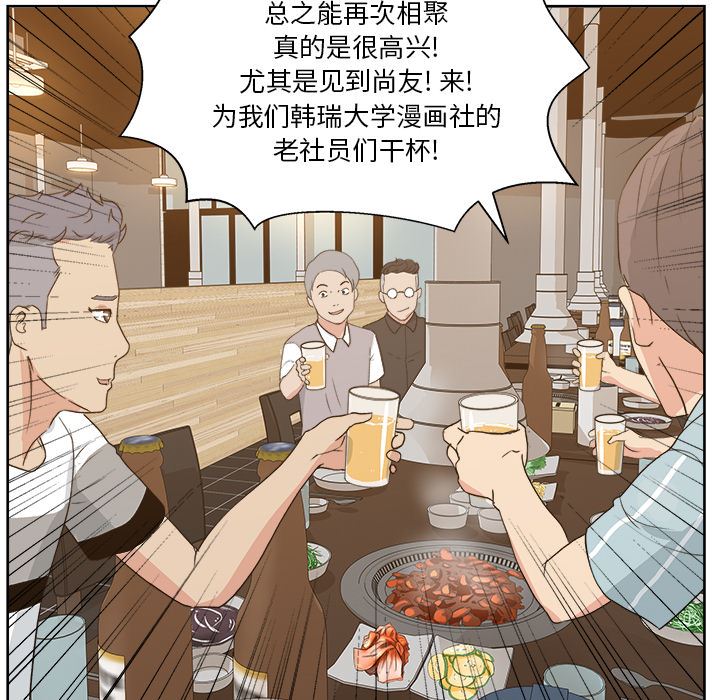 总之能再次相聚
真的是很高兴!
尤其是见到尚友! 来!
为我们韩瑞大学漫画社的
老社员们干杯!